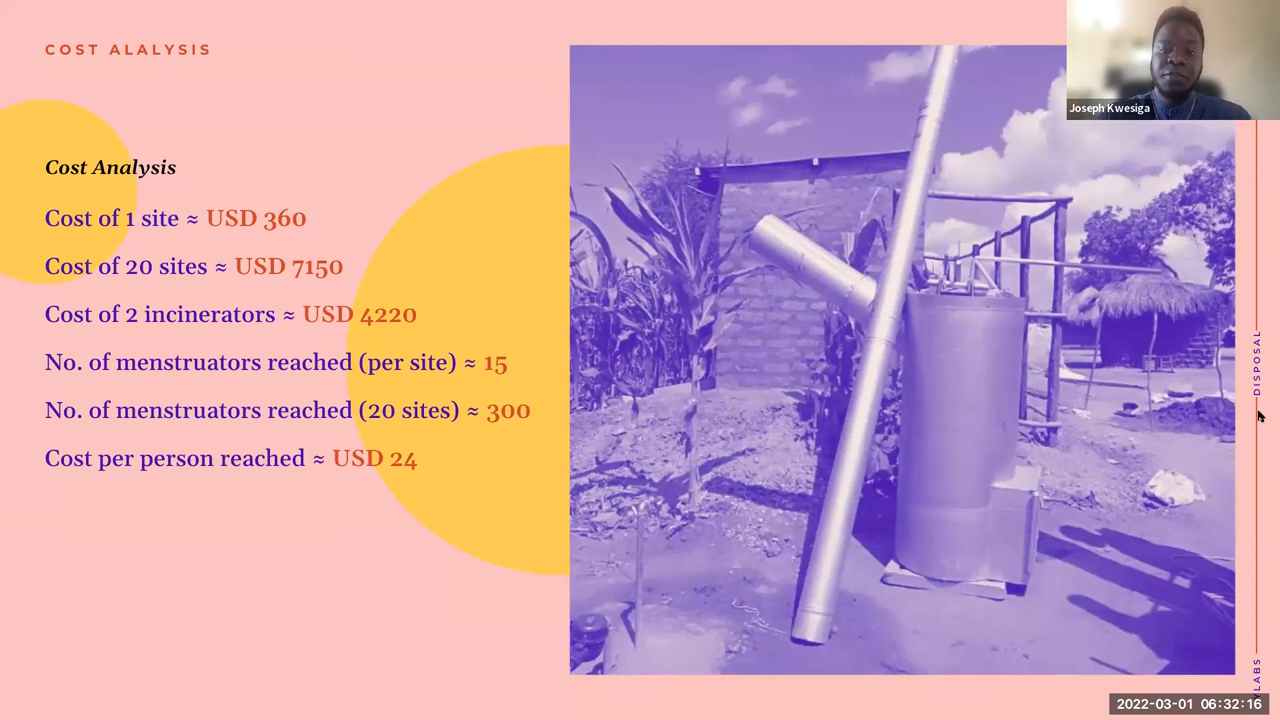 COST ALALYSIS
Joseph Kwesiga
Cost Analysis
Cost of 1 site ≈ USD 360
Cost of 20 sites ≈ USD 7150
Cost of 2 incinerators ≈ USD 4220
No. of menstruators reached (per site) ≈ 15
No. of menstruators reached (20 sites) ≈ 300
Cost per person reached ≈ USD 24
DISPOSAL
2022-03-01 06:32:16